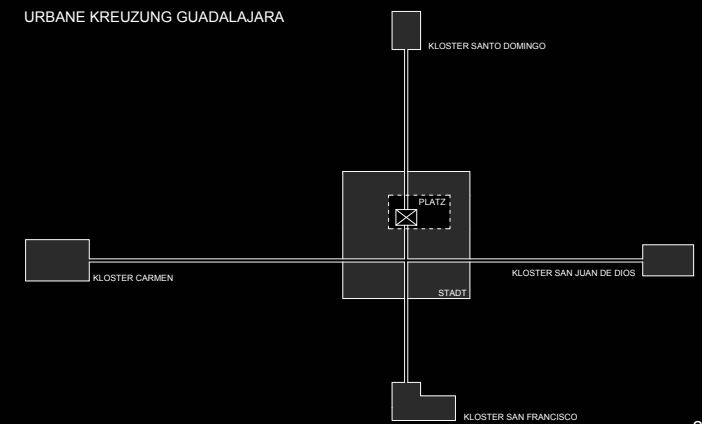 URBANE KREUZUNG GUADALAJARA
KLOSTER SANTO DOMINGO
PLATZ
KLOSTER CARMEN
KLOSTER SAN JUAN DE DIOS
STADT
KLOSTER SAN FRANCISCO